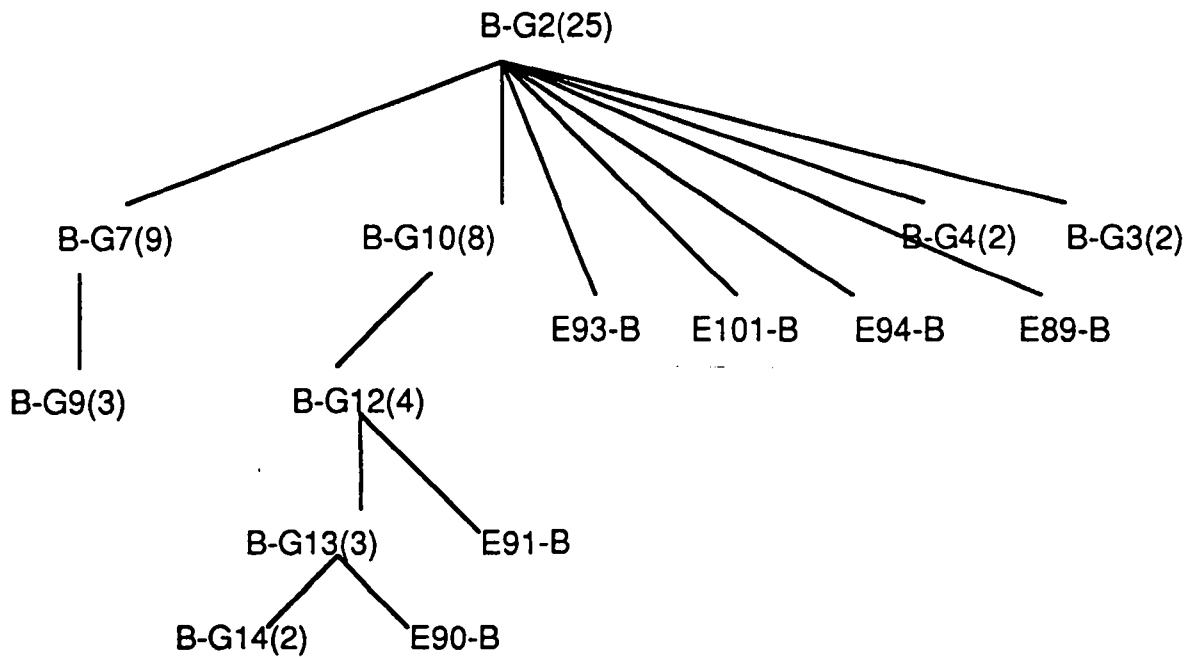 B-G2(25)
B-G7(9) B-G10(8) B-G4(2) B-G3(2)
E93-B E101-B E94-B E89-B
B-G9(3) B-G12(4)
B-G13(3) E91-B
B-G14(2) E90-B